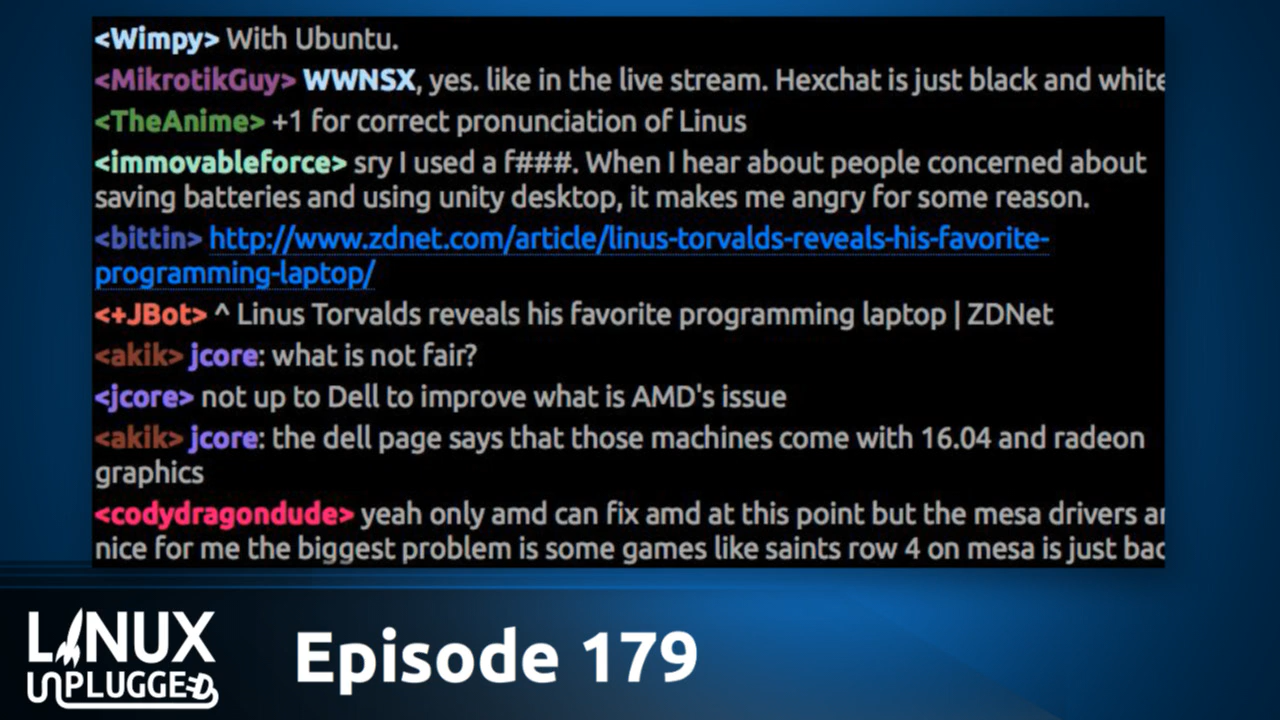 <Wimpy> With Ubuntu.
<MikrotikGuy> WWNSX, yes. like in the live stream. Hexchat is just black and white
<TheAnime> +1 for correct pronunciation of Linus
<immovableforce> sry I used a f###. When I hear about people concerned about
saving batteries and using unity desktop, it makes me angry for some reason.
<bittin> http://www.zdnet.com/article/linus-torvalds-reveals-his-favorite-
programming-laptop/
<+JBot> ^ Linus Torvalds reveals his favorite programming laptop | ZDNet
<akik> jcore: what is not fair?
<jcore> not up to Dell to improve what is AMD's issue
<akik> jcore: the dell page says that those machines come with 16.04 and radeon
graphics
<codydragondude> yeah only amd can fix amd at this point but the mesa drivers
nice for me the biggest problem is some games like saints row 4 on mesa is just
LINUX
UNPLUGGED
Episode 179